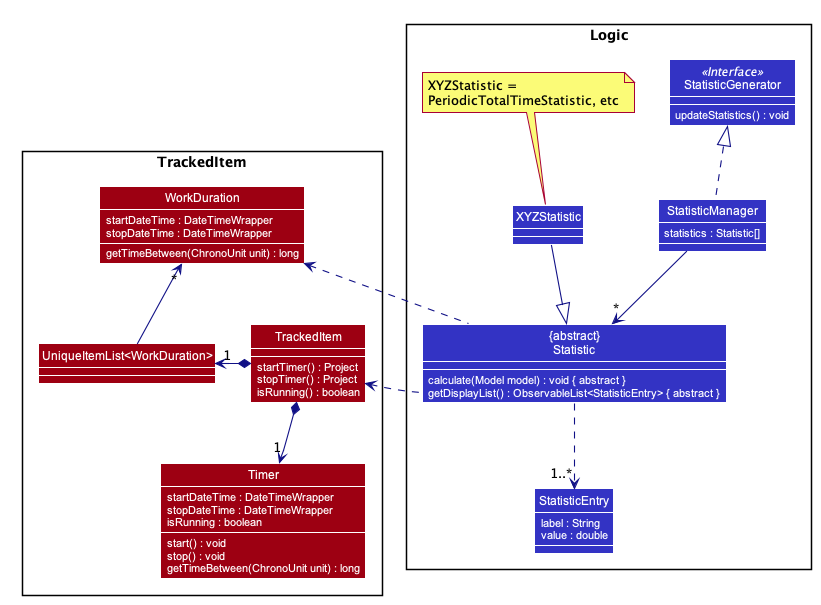 Logic
XYZStatistic =
PeriodicTotalTimeStatistic, etc
«Interface»
StatisticGenerator
updateStatistics() : void
XYZStatistic
StatisticManager
statistics : Statistic[]
*
{abstract}
Statistic
calculate(Model model) : void { abstract }
getDisplayList() : ObservableList<StatisticEntry> { abstract }
1..*
StatisticEntry
label : String
value : double
TrackedItem
WorkDuration
startDateTime : DateTimeWrapper
stopDateTime : DateTimeWrapper
getTimeBetween(ChronoUnit unit) : long
*
UniqueItemList<WorkDuration>
1
TrackedItem
startTimer() : Project
stopTimer() : Project
isRunning() : boolean
1
Timer
startDateTime : DateTimeWrapper
stopDateTime : DateTimeWrapper
isRunning : boolean
start() : void
stop() : void
getTimeBetween(ChronoUnit unit) : long